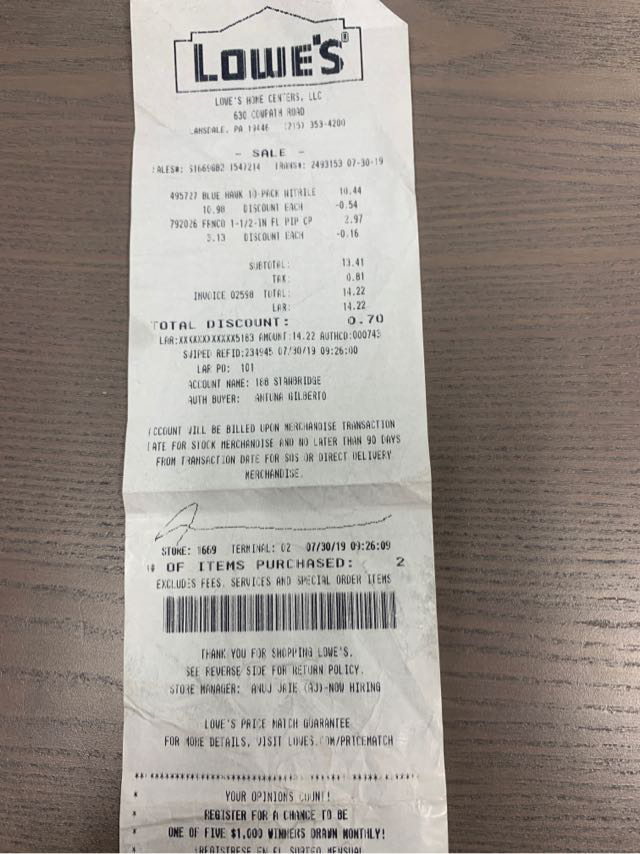 LOWE'S®
LOWE'S HOME CENTERS, LLC
630 COWPATH ROAD
LANSDALE, PA 19446 (215) 353-4200
- SALE -
SALES#: S1669GB2 1547214 TRANS#: 2493153 07-30-19
495727 BLUE HAWK 10-PACK NITRILE 10.44
10.98 DISCOUNT EACH -0.54
792026 FRNCO 1-1/2-IN FL PIP CP 2.97
3.13 DISCOUNT EACH -0.16
SUBTOTAL: 13.41
TAX: 0.81
INVOICE 02598 TOTAL: 14.22
LAR: 14.22
TOTAL DISCOUNT: 0.70
LAR:XXXXXXXXXXXX5183 AMOUNT:14.22 AUTHCD:000743
SWIPED REFID:234945 07/30/19 09:26:00
LAR PO: 101
ACCOUNT NAME: 168 STANBRIDGE
AUTH BUYER: ANTUNA GILBERTO
ACCOUNT WILL BE BILLED UPON MERCHANDISE TRANSACTION
DATE FOR STOCK MERCHANDISE AND NO LATER THAN 90 DAYS
FROM TRANSACTION DATE FOR SOS OR DIRECT DELIVERY
MERCHANDISE.
STORE: 1669 TERMINAL: 02 07/30/19 09:26:09
# OF ITEMS PURCHASED: 2
EXCLUDES FEES, SERVICES AND SPECIAL ORDER ITEMS
THANK YOU FOR SHOPPING LOWE'S.
SEE REVERSE SIDE FOR RETURN POLICY.
STORE MANAGER: ANUJ (AJ)-NOW HIRING
LOWE'S PRICE MATCH GUARANTEE
FOR MORE DETAILS, VISIT LOWES.COM/PRICEMATCH
* YOUR OPINIONS COUNT!
* REGISTER FOR A CHANCE TO BE
* ONE OF FIVE $1,000 WINNERS DRAWN MONTHLY!
¡REGISTRESE EN EL SORTEO MENSUAL